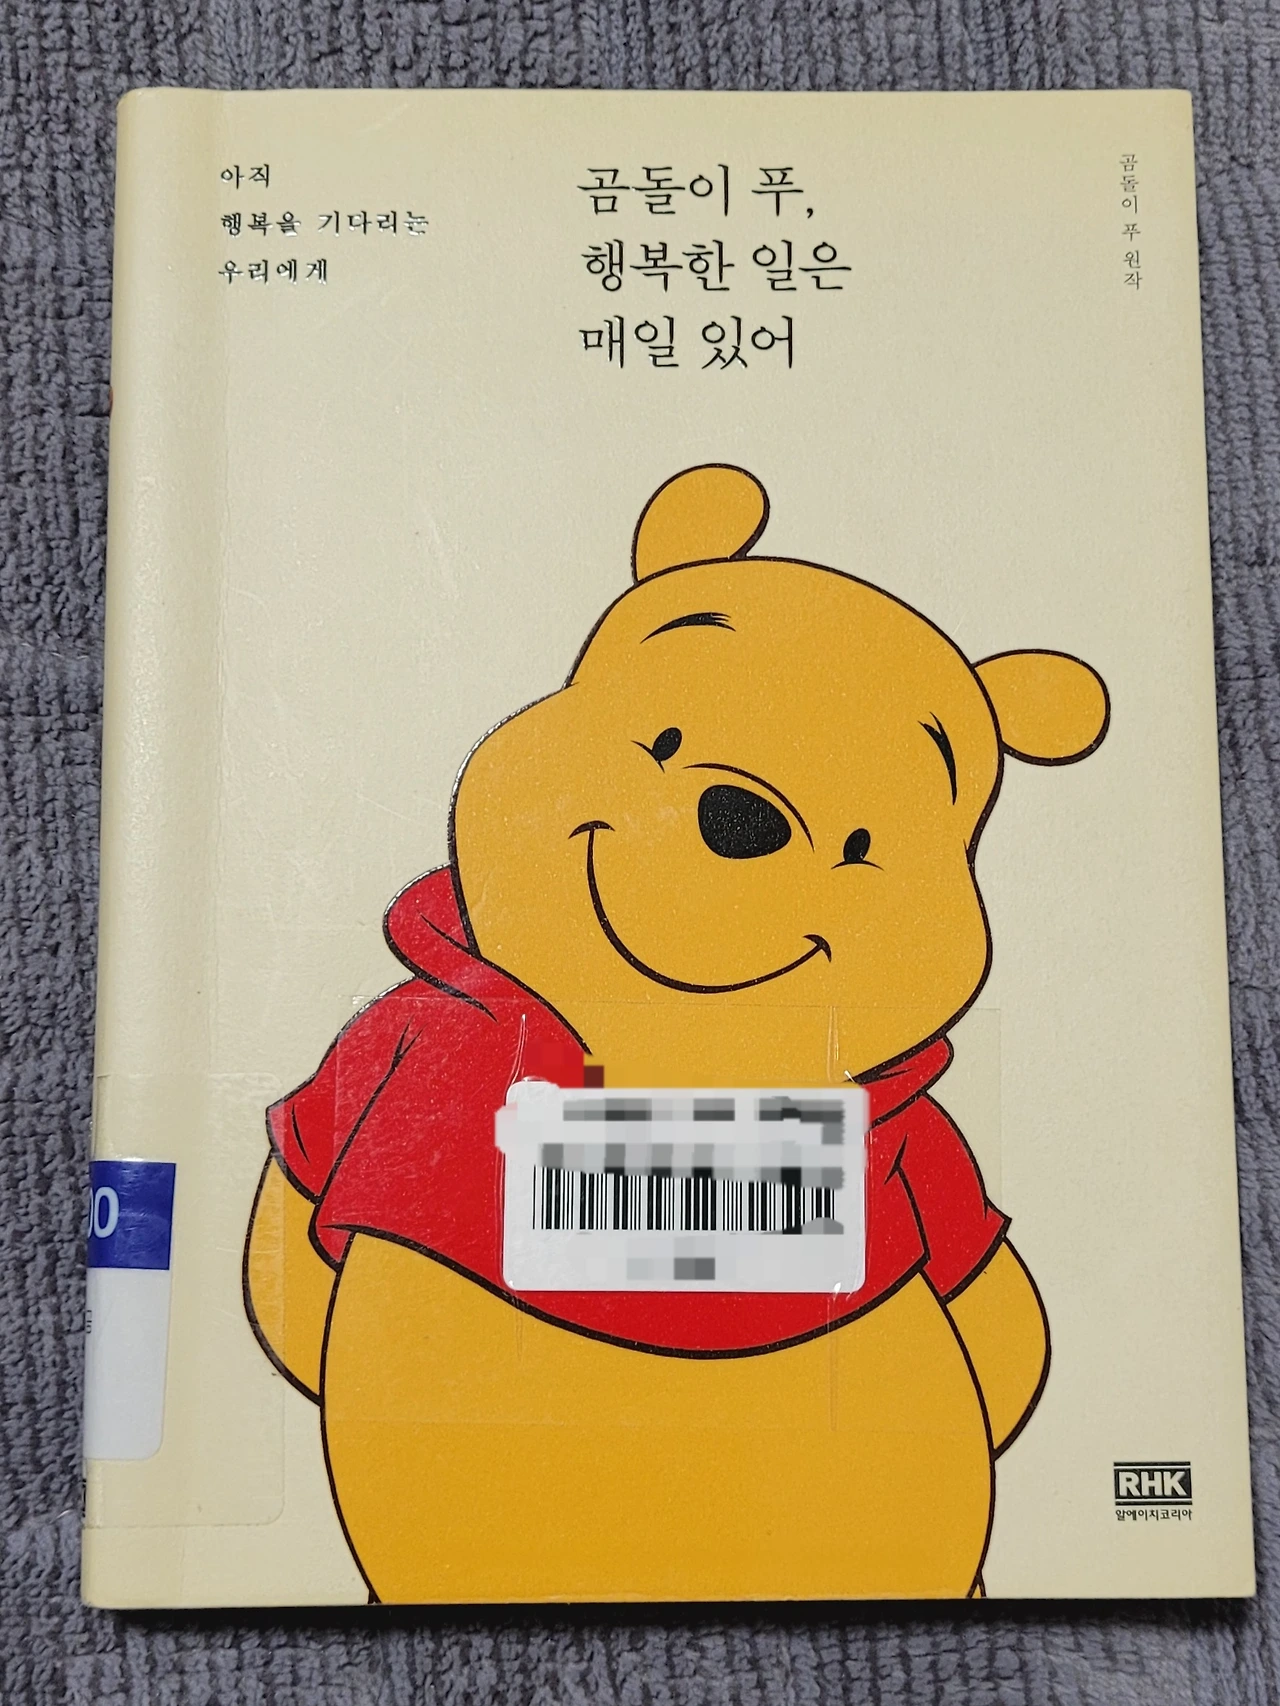 아직
행복을 기다리는
우리에게
곰돌이 푸,
행복한 일은
매일 있어
곰돌이 푸 원작
00
RHK
알에이치코리아